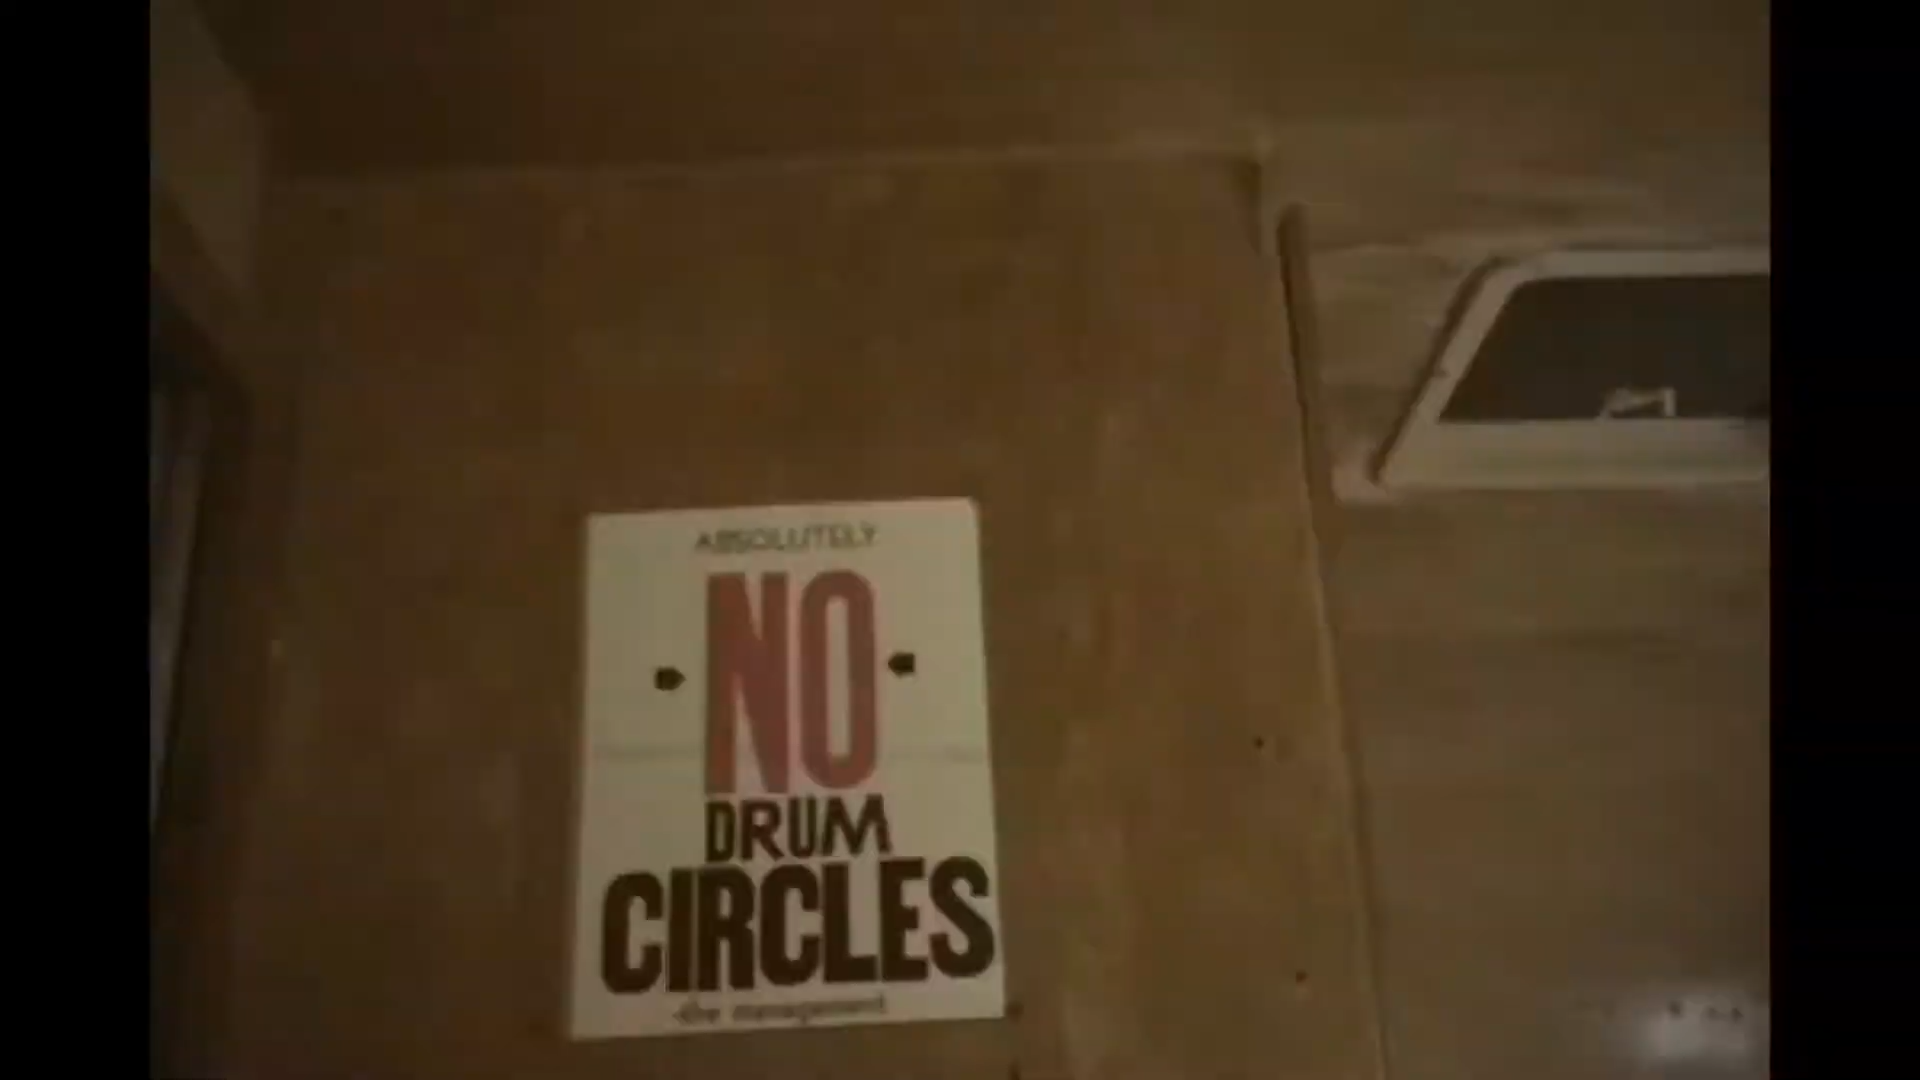 ABSOLUTELY
NO
DRUM
CIRCLES
-the management